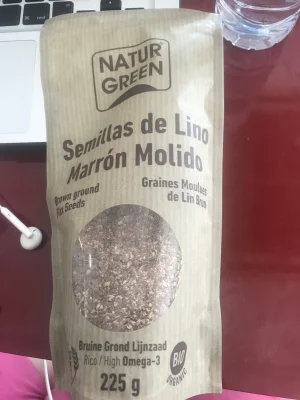 NATUR
GREEN
Semillas de Lino
Marrón Molido
Brown ground
Flax Seeds
Graines Moulues
de Lin Brun
Bruine Grond Lijnzaad
Rico / High Omega-3
225 g
BIO
ORGANIC